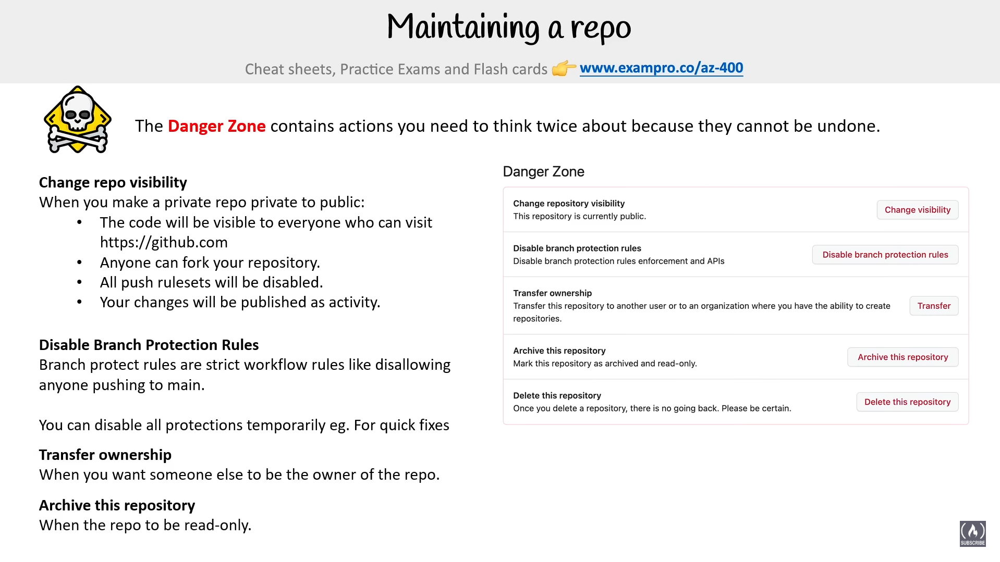 Maintaining a repo
Cheat sheets, Practice Exams and Flash cards 👉 www.exampro.co/az-400
The Danger Zone contains actions you need to think twice about because they cannot be undone.
Change repo visibility
When you make a private repo private to public:
• The code will be visible to everyone who can visit
https://github.com
• Anyone can fork your repository.
• All push rulesets will be disabled.
• Your changes will be published as activity.
Disable Branch Protection Rules
Branch protect rules are strict workflow rules like disallowing
anyone pushing to main.
You can disable all protections temporarily eg. For quick fixes
Transfer ownership
When you want someone else to be the owner of the repo.
Archive this repository
When the repo to be read-only.
Danger Zone
Change repository visibility
This repository is currently public.
Change visibility
Disable branch protection rules
Disable branch protection rules enforcement and APIs
Disable branch protection rules
Transfer ownership
Transfer this repository to another user or to an organization where you have the ability to create
repositories.
Transfer
Archive this repository
Mark this repository as archived and read-only.
Archive this repository
Delete this repository
Once you delete a repository, there is no going back. Please be certain.
Delete this repository
SUBSCRIBE